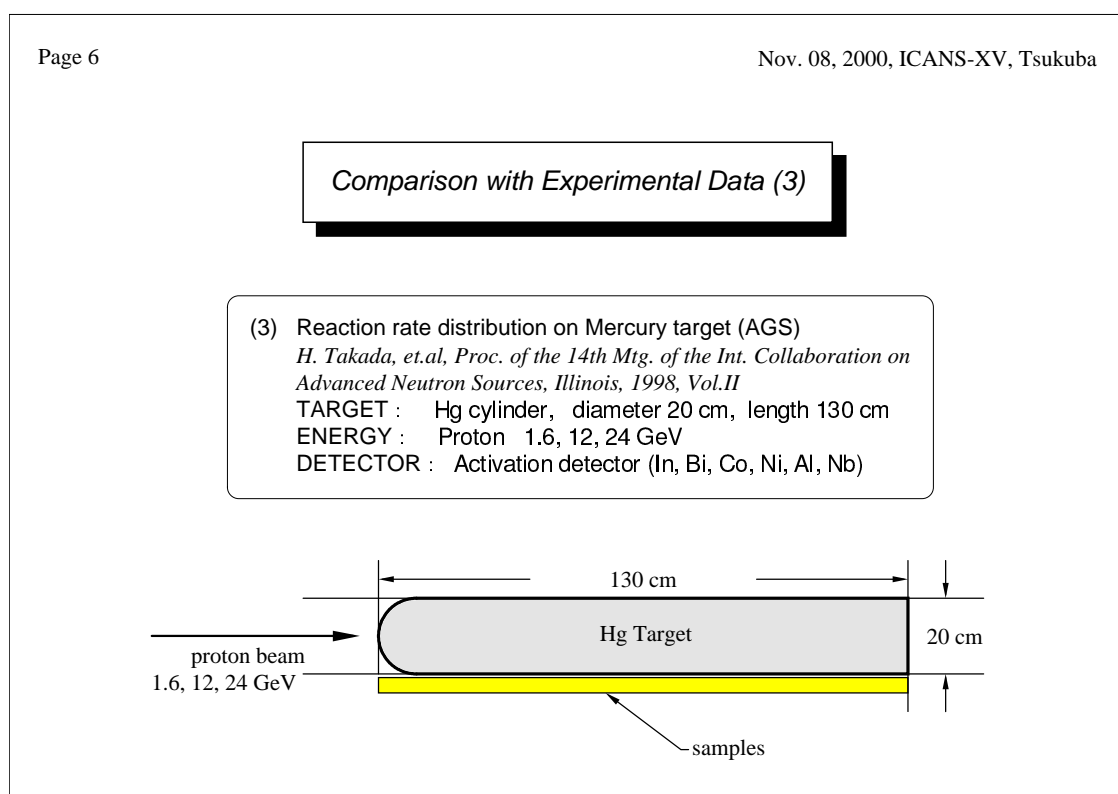 Page 6
Nov. 08, 2000, ICANS-XV, Tsukuba
Comparison with Experimental Data (3)
(3) Reaction rate distribution on Mercury target (AGS)
H. Takada, et.al, Proc. of the 14th Mtg. of the Int. Collaboration on
Advanced Neutron Sources, Illinois, 1998, Vol.II
TARGET : Hg cylinder, diameter 20 cm, length 130 cm
ENERGY : Proton 1.6, 12, 24 GeV
DETECTOR : Activation detector (In, Bi, Co, Ni, Al, Nb)
130 cm
Hg Target
20 cm
proton beam
1.6, 12, 24 GeV
samples